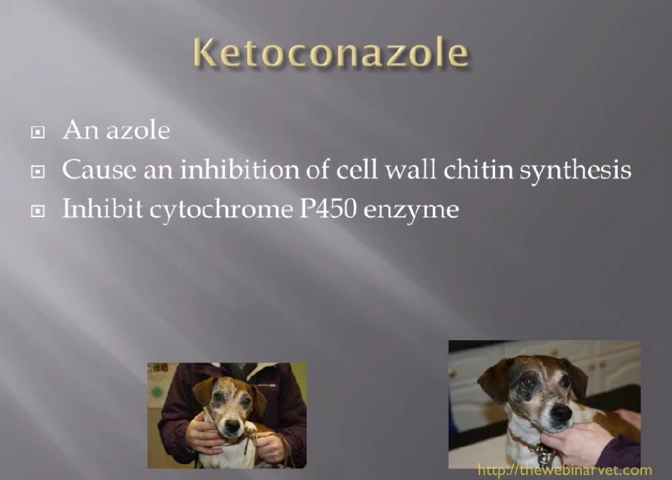 Ketoconazole
An azole
Cause an inhibition of cell wall chitin synthesis
Inhibit cytochrome P450 enzyme
http://thewebinarvet.com